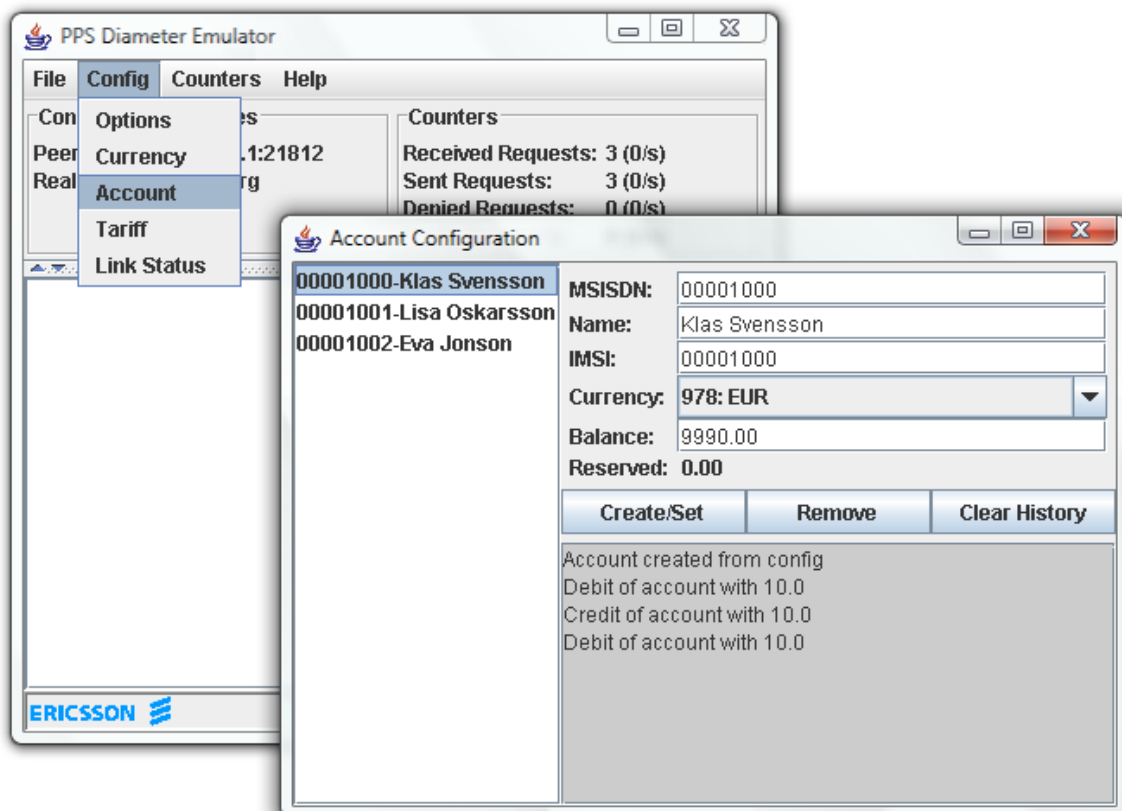 PPS Diameter Emulator
File Config Counters Help
Options
Currency
Account
Tariff
Link Status
.1:21812
Counters
Received Requests: 3 (0/s)
Sent Requests: 3 (0/s)
Denied Requests: 0 (0/s)
ERICSSON
Account Configuration
00001000-Klas Svensson
00001001-Lisa Oskarsson
00001002-Eva Jonson
MSISDN: 00001000
Name: Klas Svensson
IMSI: 00001000
Currency: 978: EUR
Balance: 9990.00
Reserved: 0.00
Create/Set Remove Clear History
Account created from config
Debit of account with 10.0
Credit of account with 10.0
Debit of account with 10.0